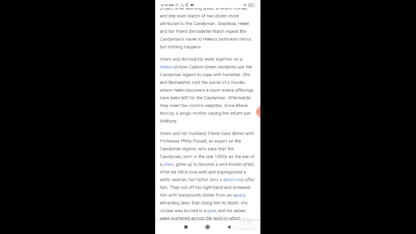 and she soon learns of two dozen more
attributed to the Candyman. Skeptical, Helen
and her friend Bernadette Walsh repeat the
Candyman's name to Helen's bathroom mirror,
but nothing happens.
Helen and Bernadette work together on a
thesis on how Cabrini-Green residents use the
Candyman legend to cope with hardship. She
and Bernadette visit the scene of a murder,
where Helen discovers a room where offerings
have been left for the Candyman. Afterwards,
they meet the victim's neighbor, Anne-Marie
McCoy, a single mother raising her infant son
Anthony.
Helen and her husband Trevor have dinner with
Professor Philip Purcell, an expert on the
Candyman legend, who says that the
Candyman, born in the late 1800s as the son of
a slave, grew up to become a well-known artist.
After he fell in love with and impregnated a
white woman, her father sent a lynch mob after
him. They cut off his right hand and smeared
him with honeycomb stolen from an apiary,
attracting bees that stung him to death. His
corpse was burned in a pyre, and his ashes
were scattered across the land on which